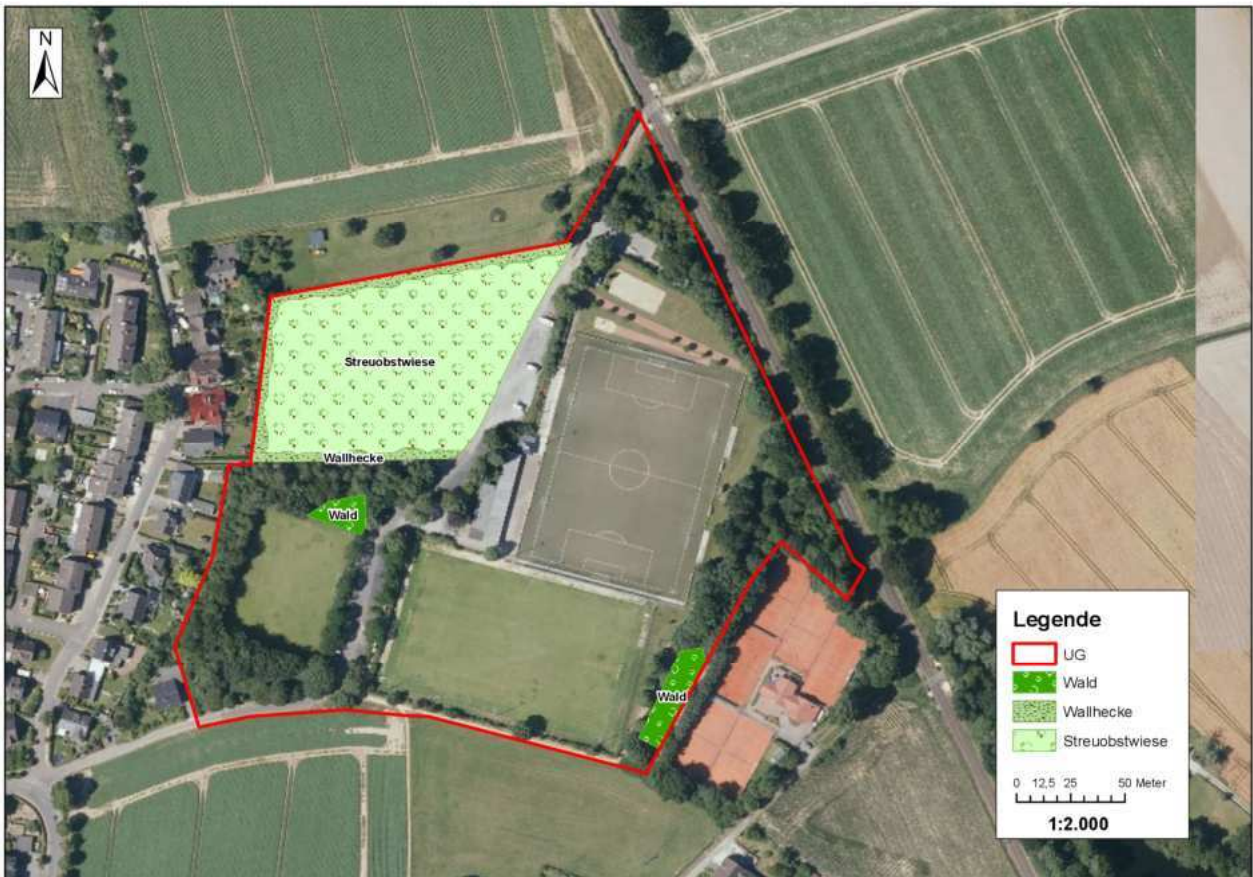 N
Streuobstwiese
Wallhecke
Wald
Wald
Legende
UG
Wald
Wallhecke
Streuobstwiese
0 12,5 25 50 Meter
1:2.000